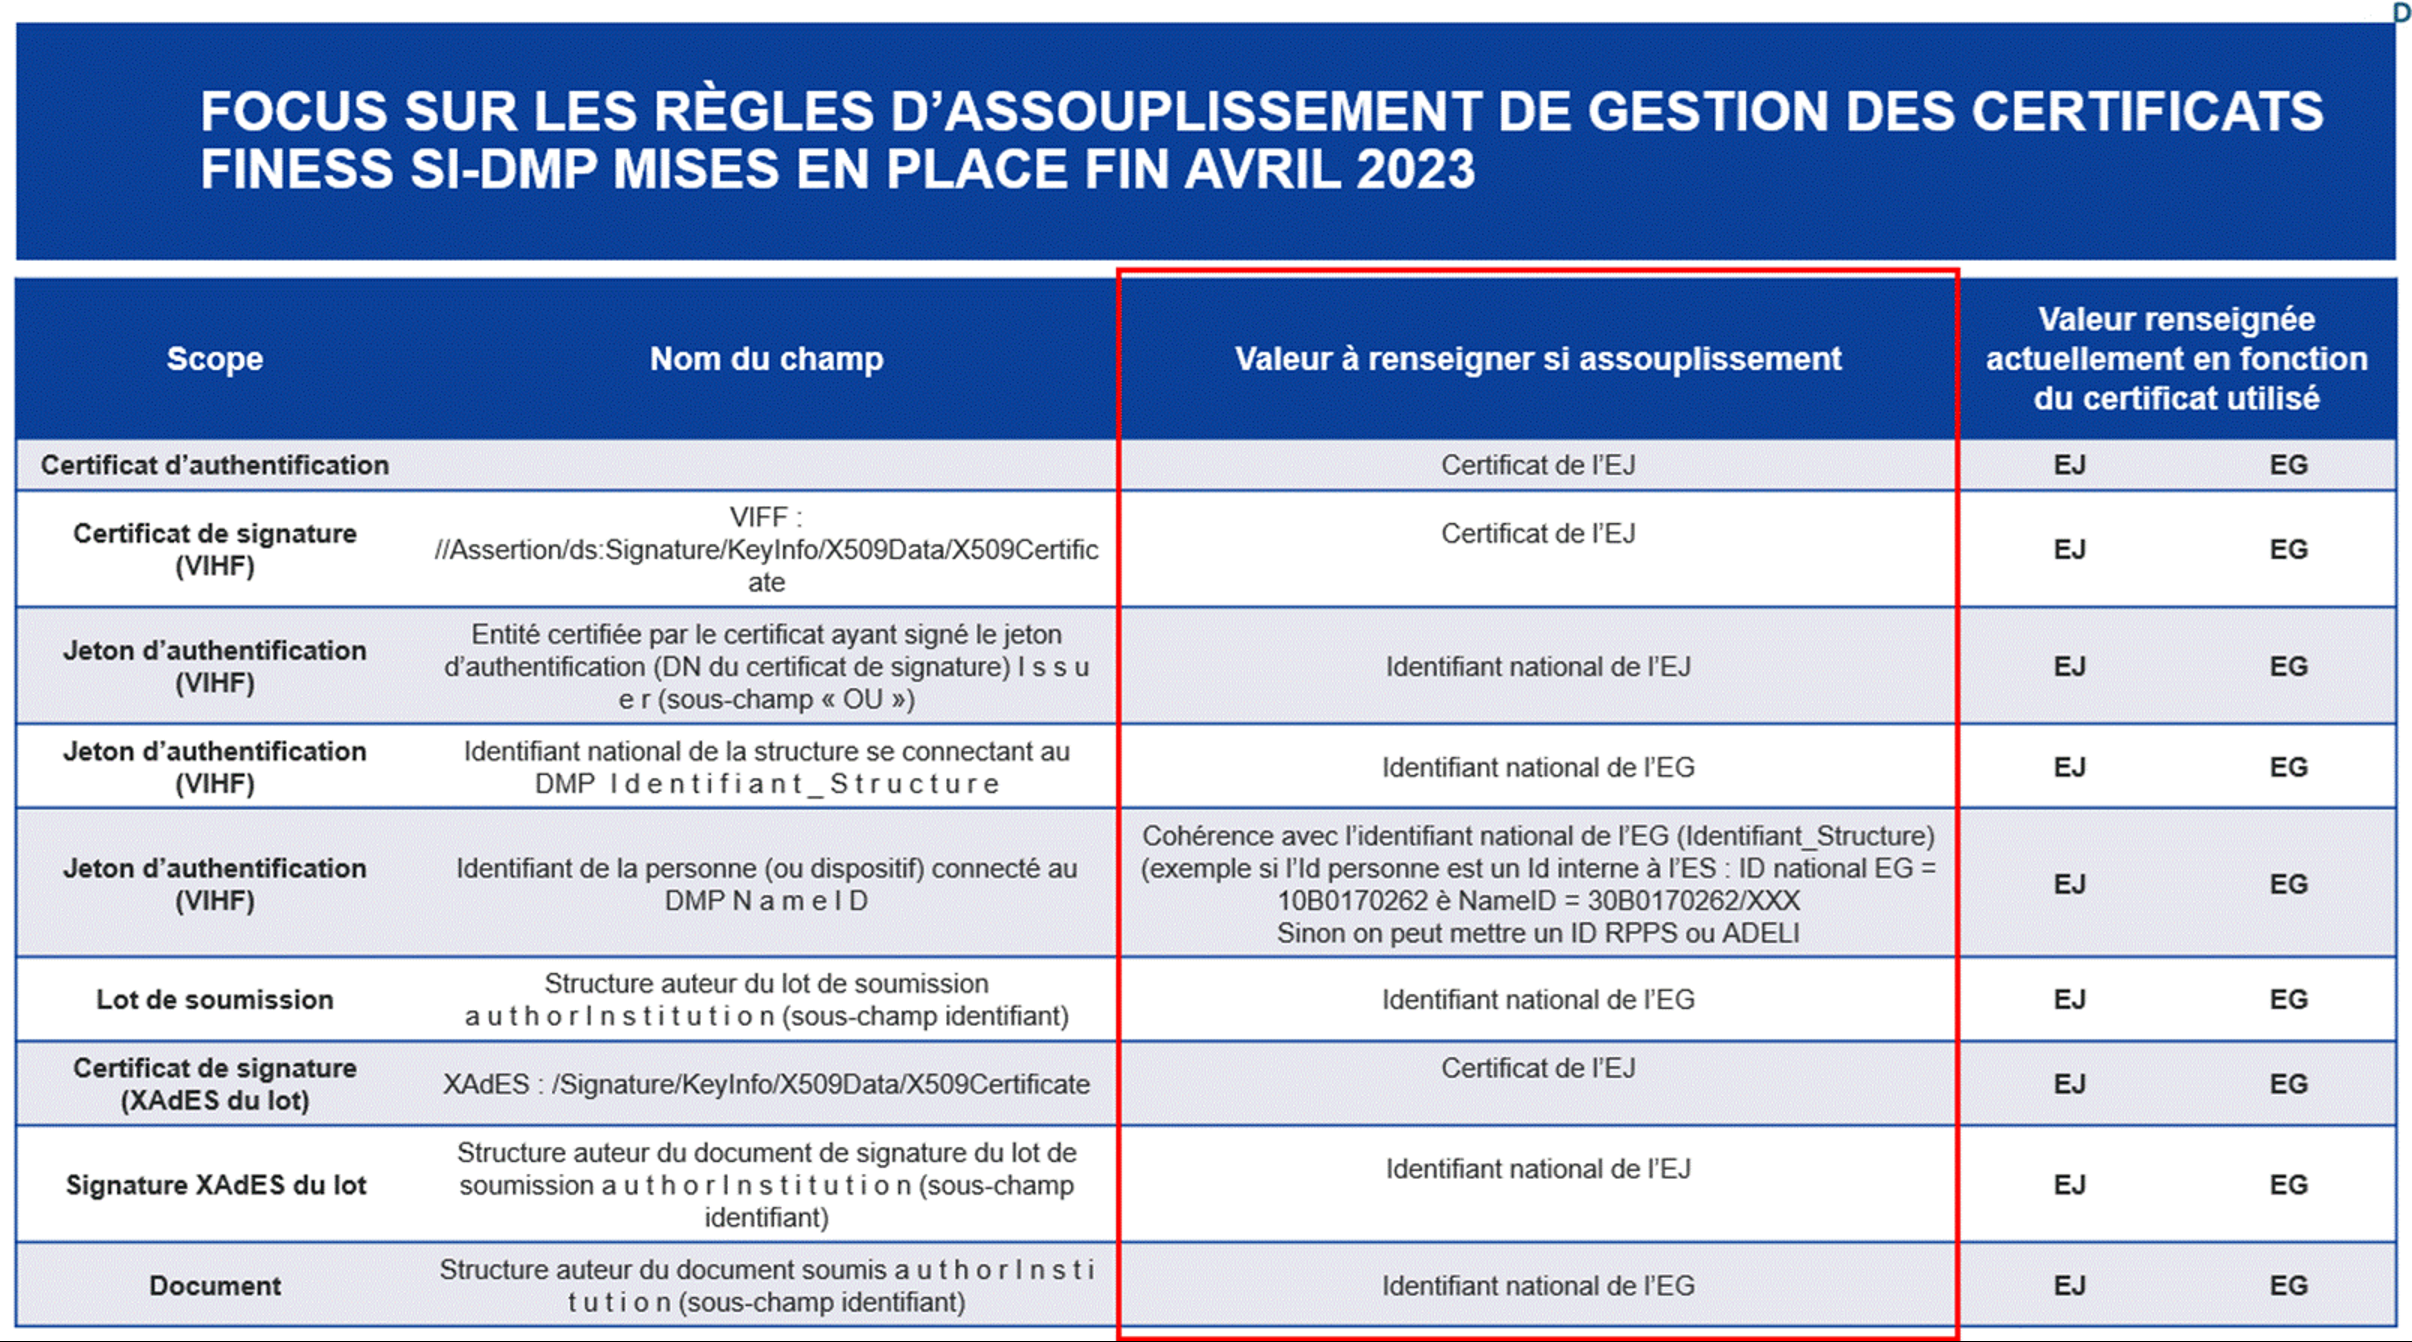 D
FOCUS SUR LES RÈGLES D’ASSOUPLISSEMENT DE GESTION DES CERTIFICATS
FINESS SI-DMP MISES EN PLACE FIN AVRIL 2023
Scope
Nom du champ
Valeur à renseigner si assouplissement
Valeur renseignée
actuellement en fonction
du certificat utilisé
Certificat d’authentification
Certificat de l’EJ
EJ
EG
Certificat de signature
(VIHF)
VIFF :
//Assertion/ds:Signature/KeyInfo/X509Data/X509Certific
ate
Certificat de l’EJ
EJ
EG
Jeton d’authentification
(VIHF)
Entité certifiée par le certificat ayant signé le jeton
d’authentification (DN du certificat de signature) I s s u
e r (sous-champ « OU »)
Identifiant national de l’EJ
EJ
EG
Jeton d’authentification
(VIHF)
Identifiant national de la structure se connectant au
DMP I d e n t i f i a n t _ S t r u c t u r e
Identifiant national de l’EG
EJ
EG
Jeton d’authentification
(VIHF)
Identifiant de la personne (ou dispositif) connecté au
DMP N a m e I D
Cohérence avec l’identifiant national de l’EG (Identifiant_Structure)
(exemple si l’Id personne est un Id interne à l’ES : ID national EG =
10B0170262 è NameID = 30B0170262/XXX
Sinon on peut mettre un ID RPPS ou ADELI
EJ
EG
Lot de soumission
Structure auteur du lot de soumission
a u t h o r I n s t i t u t i o n (sous-champ identifiant)
Identifiant national de l’EG
EJ
EG
Certificat de signature
(XAdES du lot)
XAdES : /Signature/KeyInfo/X509Data/X509Certificate
Certificat de l’EJ
EJ
EG
Signature XAdES du lot
Structure auteur du document de signature du lot de
soumission a u t h o r I n s t i t u t i o n (sous-champ
identifiant)
Identifiant national de l’EJ
EJ
EG
Document
Structure auteur du document soumis a u t h o r I n s t i
t u t i o n (sous-champ identifiant)
Identifiant national de l’EG
EJ
EG